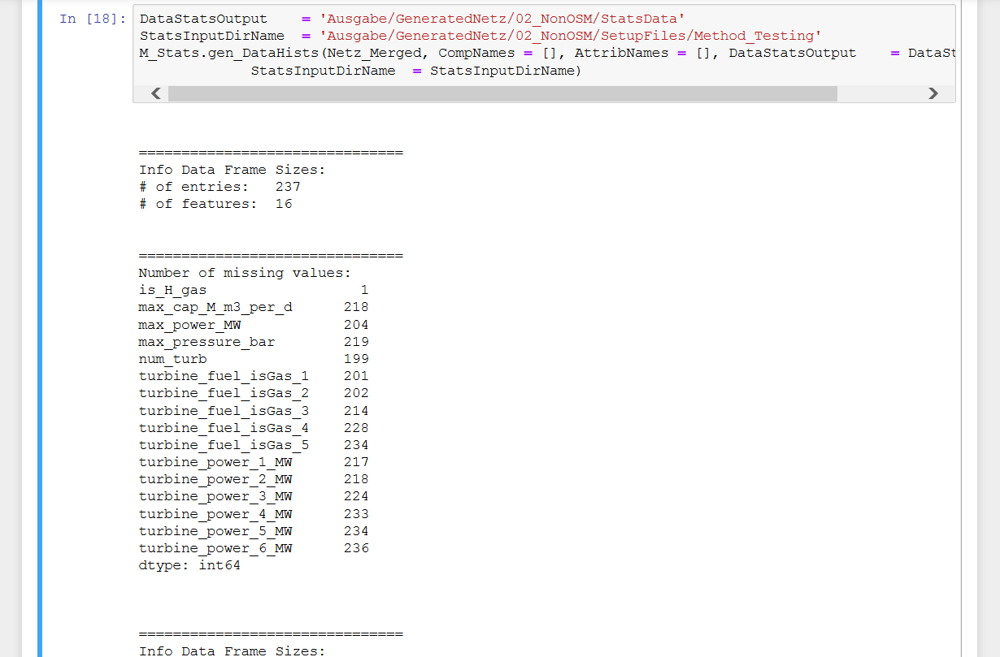 In [18]: DataStatsOutput    = 'Ausgabe/GeneratedNetz/02_NonOSM/StatsData'
StatsInputDirName  = 'Ausgabe/GeneratedNetz/02_NonOSM/SetupFiles/Method_Testing'
M_Stats.gen_DataHists(Netz_Merged, CompNames = [], AttribNames = [], DataStatsOutput    = DataSt
             StatsInputDirName  = StatsInputDirName)
===============================
Info Data Frame Sizes:
# of entries:   237
# of features:  16
===============================
Number of missing values:
is_H_gas                  1
max_cap_M_m3_per_d      218
max_power_MW            204
max_pressure_bar        219
num_turb                199
turbine_fuel_isGas_1    201
turbine_fuel_isGas_2    202
turbine_fuel_isGas_3    214
turbine_fuel_isGas_4    228
turbine_fuel_isGas_5    234
turbine_power_1_MW      217
turbine_power_2_MW      218
turbine_power_3_MW      224
turbine_power_4_MW      233
turbine_power_5_MW      234
turbine_power_6_MW      236
dtype: int64
===============================
Info Data Frame Sizes: